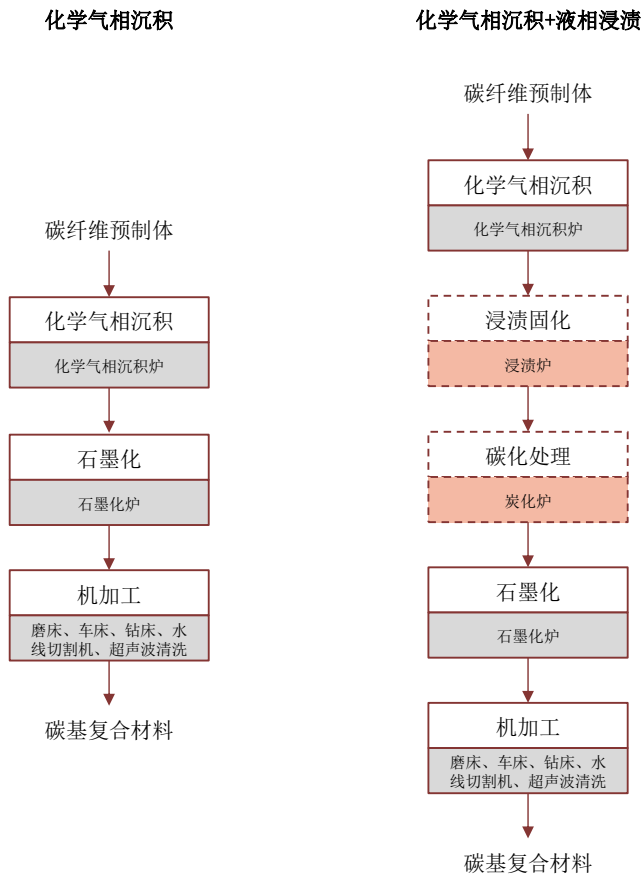 化学气相沉积
碳纤维预制体
化学气相沉积
化学气相沉积炉
石墨化
石墨化炉
机加工
磨床、车床、钻床、水
线切割机、超声波清洗
碳基复合材料
化学气相沉积+液相浸渍
碳纤维预制体
化学气相沉积
化学气相沉积炉
浸渍固化
浸渍炉
碳化处理
炭化炉
石墨化
石墨化炉
机加工
磨床、车床、钻床、水
线切割机、超声波清洗
碳基复合材料